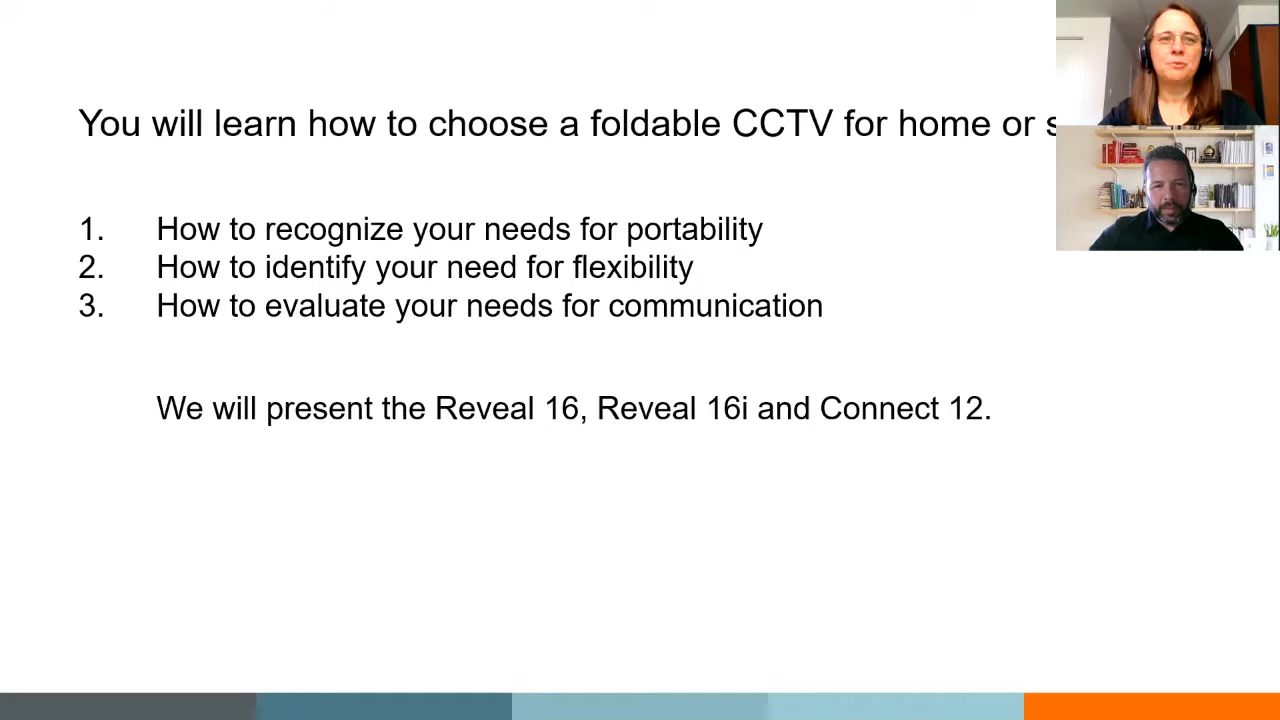 You will learn how to choose a foldable CCTV for home or
1. How to recognize your needs for portability
2. How to identify your need for flexibility
3. How to evaluate your needs for communication
We will present the Reveal 16, Reveal 16i and Connect 12.